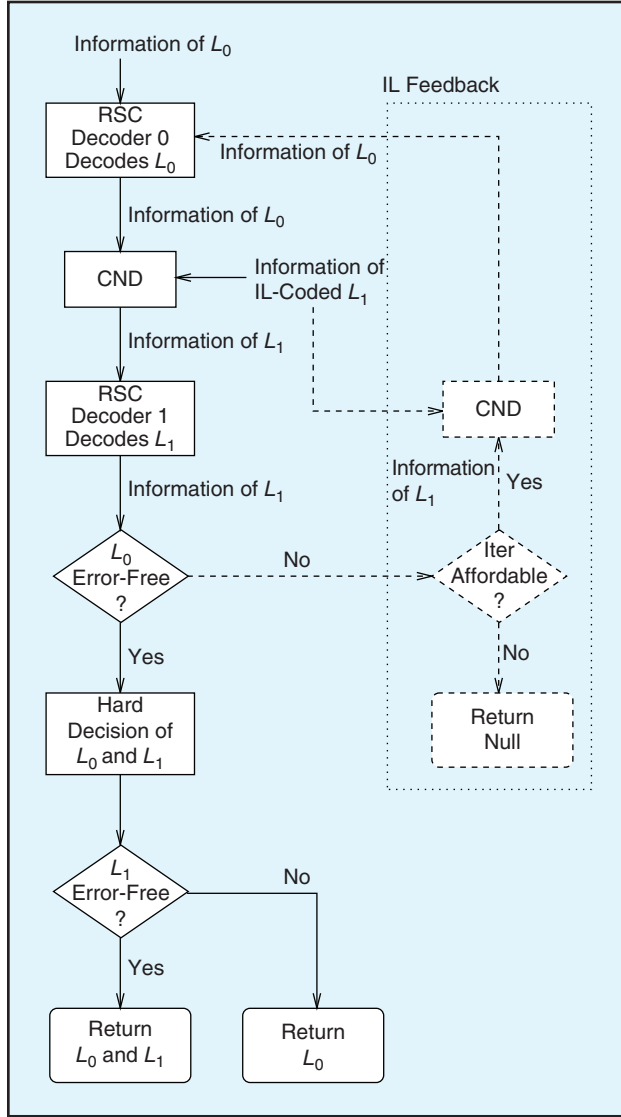 Information of L0
IL Feedback
RSC
Decoder 0
Decodes L0
Information of L0
Information of L0
CND
Information of
IL-Coded L1
Information of L1
RSC
Decoder 1
Decodes L1
CND
Information of L1
Information
of L1
Yes
L0
Error-Free
?
No
Iter
Affordable
?
Yes
No
Hard
Decision of
L0 and L1
Return
Null
L1
Error-Free
?
No
Yes
Return
L0 and L1
Return
L0